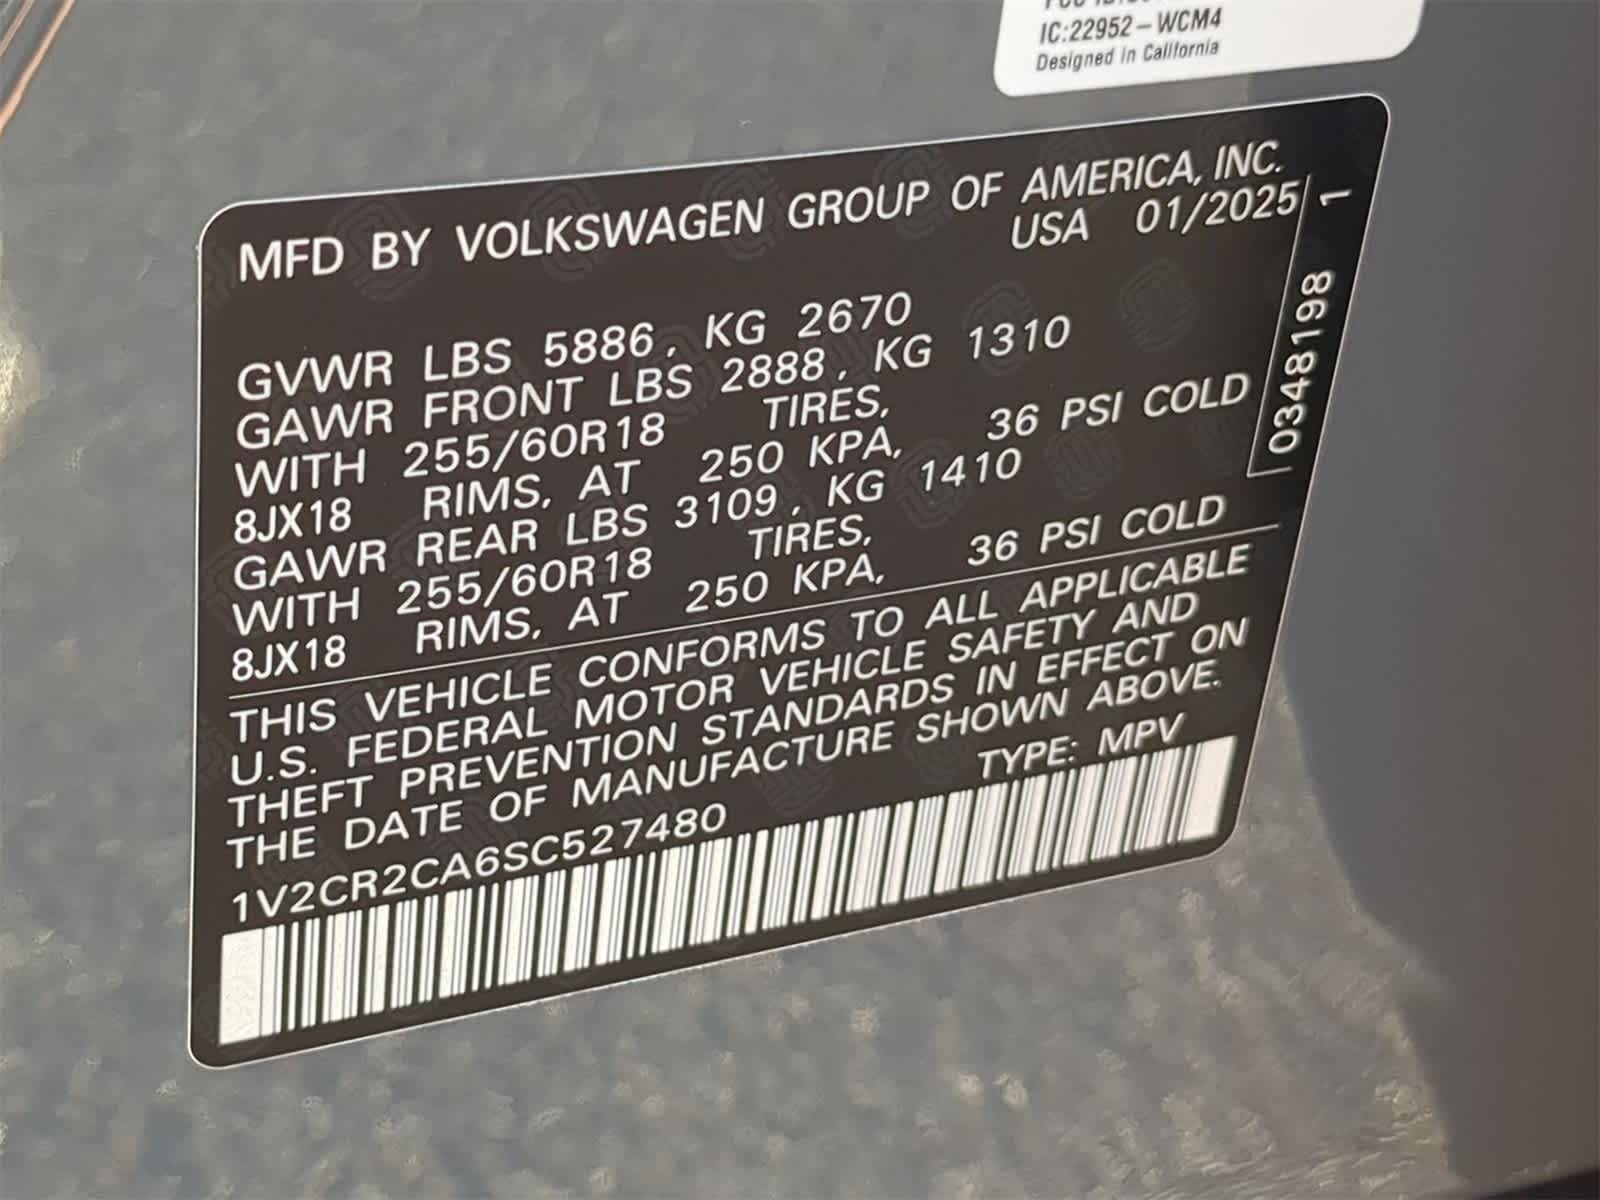 IC:22952-WCM4
Designed in California
MFD BY VOLKSWAGEN GROUP OF AMERICA, INC.
USA 01/2025
GVWR LBS 5886, KG 2670
GAWR FRONT LBS 2888, KG 1310
WITH 255/60R18 TIRES,
8JX18 RIMS, AT 250 KPA, 36 PSI COLD
GAWR REAR LBS 3109, KG 1410
WITH 255/60R18 TIRES,
8JX18 RIMS, AT 250 KPA, 36 PSI COLD
THIS VEHICLE CONFORMS TO ALL APPLICABLE
U.S. FEDERAL MOTOR VEHICLE SAFETY AND
THEFT PREVENTION STANDARDS IN EFFECT ON
THE DATE OF MANUFACTURE SHOWN ABOVE.
TYPE: MPV
1V2CR2CA6SC527480
0348198 1